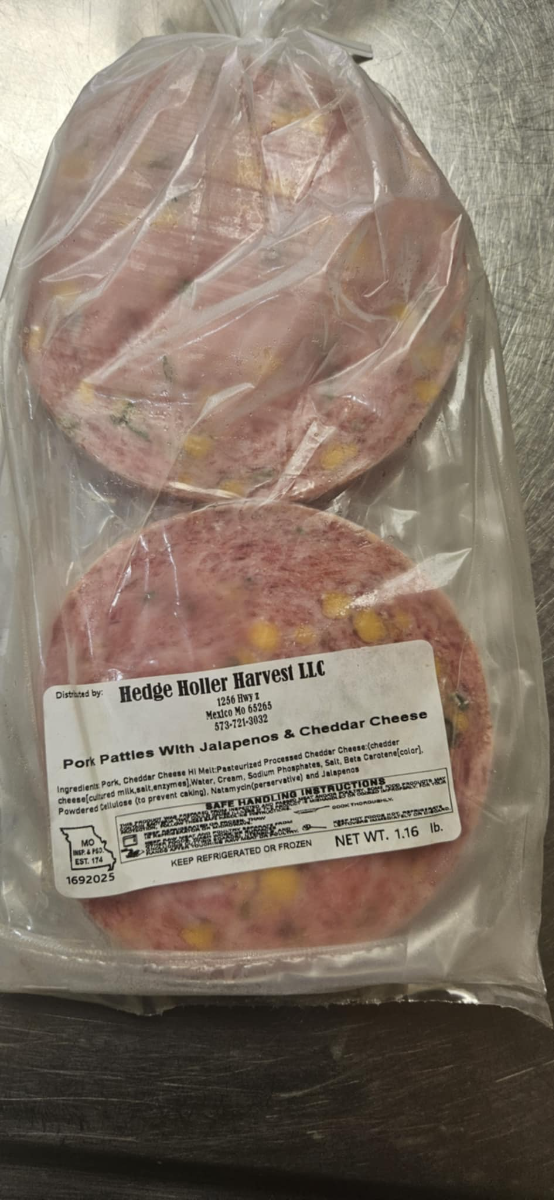 Distributed by: Hedge Holler Harvest LLC
1256 Hwy z
Mexico Mo 65265
573-721-3032
Pork Patties With Jalapenos & Cheddar Cheese
Ingredients: Pork, Cheddar Cheese Hi Melt:Pasteurized Processed Cheddar Cheese:(cheddar
cheese[cultured milk,salt,enzymes],Water, Cream, Sodium Phosphates, Salt, Beta Carotene[color],
Powdered Cellulose (to prevent caking), Natamycin(perservative) and Jalapenos
SAFE HANDLING INSTRUCTIONS
COOK THOROUGHLY.
MO
INSP. & PSD.
EST. 174
KEEP REFRIGERATED OR FROZEN
NET WT. 1.16 lb.
1692025